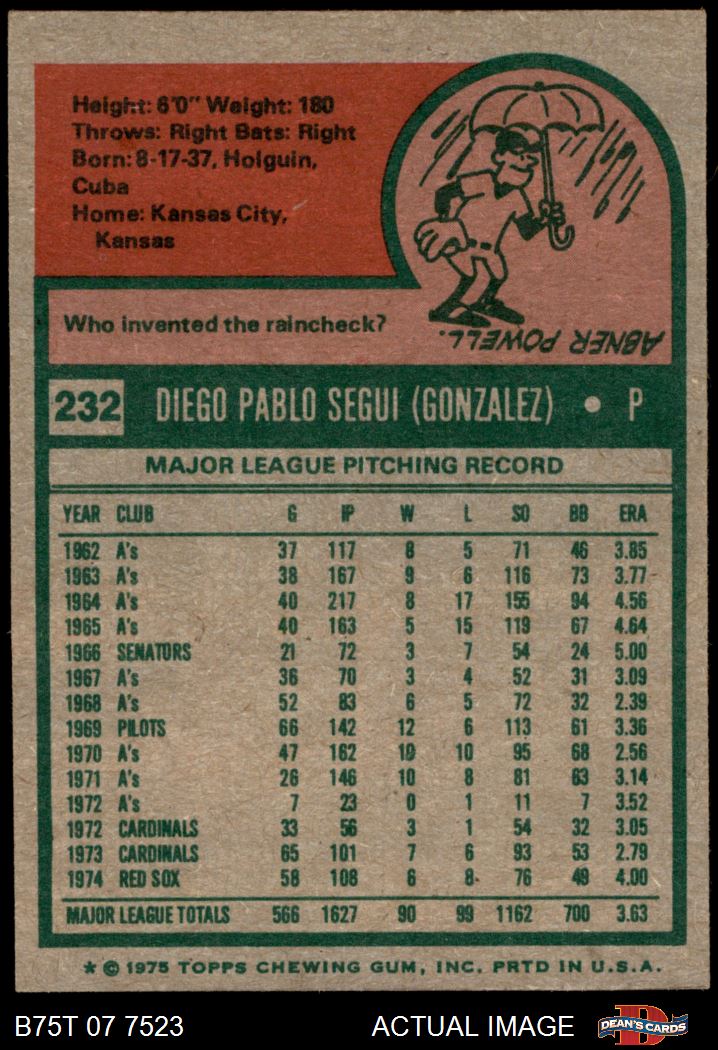 Height: 6'0" Weight: 180
Throws: Right Bats: Right
Born: 8-17-37, Holguin,
Cuba
Home: Kansas City,
Kansas
Who invented the raincheck?
ABNER POWELL.
232 DIEGO PABLO SEGUI (GONZALEZ) • P
MAJOR LEAGUE PITCHING RECORD
YEAR CLUB G IP W L SO BB ERA
1962 A's 37 117 8 5 71 46 3.85
1963 A's 38 167 9 6 116 73 3.77
1964 A's 40 217 8 17 155 94 4.56
1965 A's 40 163 5 15 119 67 4.64
1966 SENATORS 21 72 3 7 54 24 5.00
1967 A's 36 70 3 4 52 31 3.09
1968 A's 52 83 6 5 72 32 2.39
1969 PILOTS 66 142 12 6 113 61 3.36
1970 A's 47 162 10 10 95 68 2.56
1971 A's 26 146 10 8 81 63 3.14
1972 A's 7 23 0 1 11 7 3.52
1972 CARDINALS 33 56 3 1 54 32 3.05
1973 CARDINALS 65 101 7 6 93 53 2.79
1974 RED SOX 58 108 6 8 76 49 4.00
MAJOR LEAGUE TOTALS 566 1627 90 99 1162 700 3.63
* © 1975 TOPPS CHEWING GUM, INC. PRTD IN U.S.A.
B75T 07 7523 ACTUAL IMAGE DEAN'S CARDS